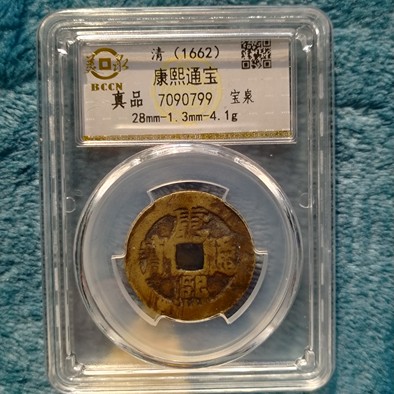 清（1662）
BCCN
康熙通宝
真品 7090799 宝泉
28mm-1.3mm-4.1g
康
熙
通